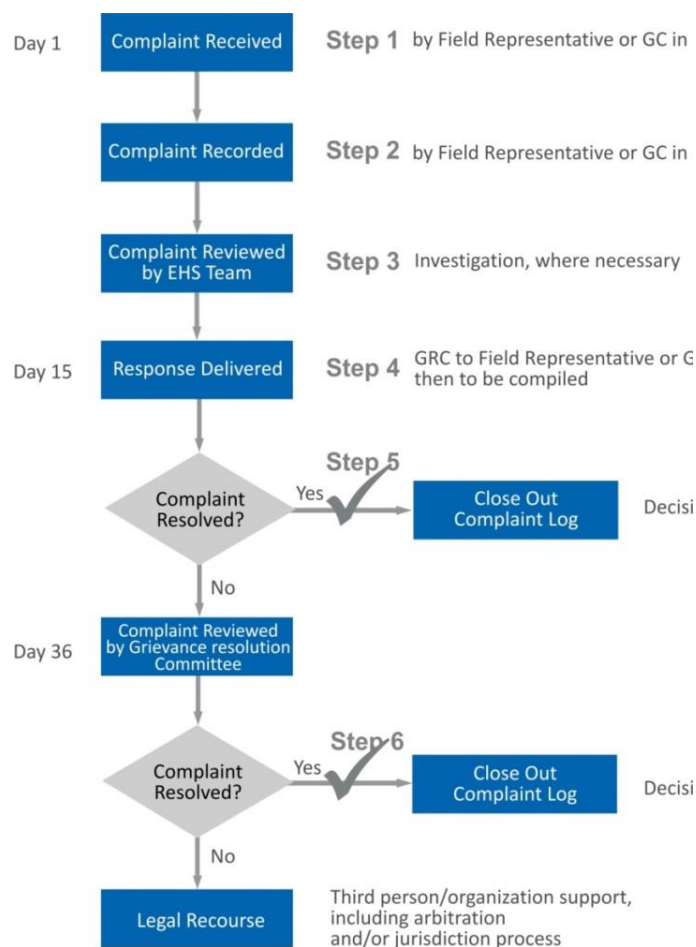 Day 1
Complaint Received
Step 1 by Field Representative or GC in
Complaint Recorded
Step 2 by Field Representative or GC in
Complaint Reviewed
by EHS Team
Step 3 Investigation, where necessary
Day 15
Response Delivered
Step 4 GRC to Field Representative or
then to be compiled
Step 5
Complaint
Resolved?
Yes
Close Out
Complaint Log
No
Day 36
Complaint Reviewed
by Grievance resolution
Committee
Step 6
Complaint
Resolved?
Yes
Close Out
Complaint Log
No
Legal Recourse
Third person/organization support,
including arbitration
and/or jurisdiction process